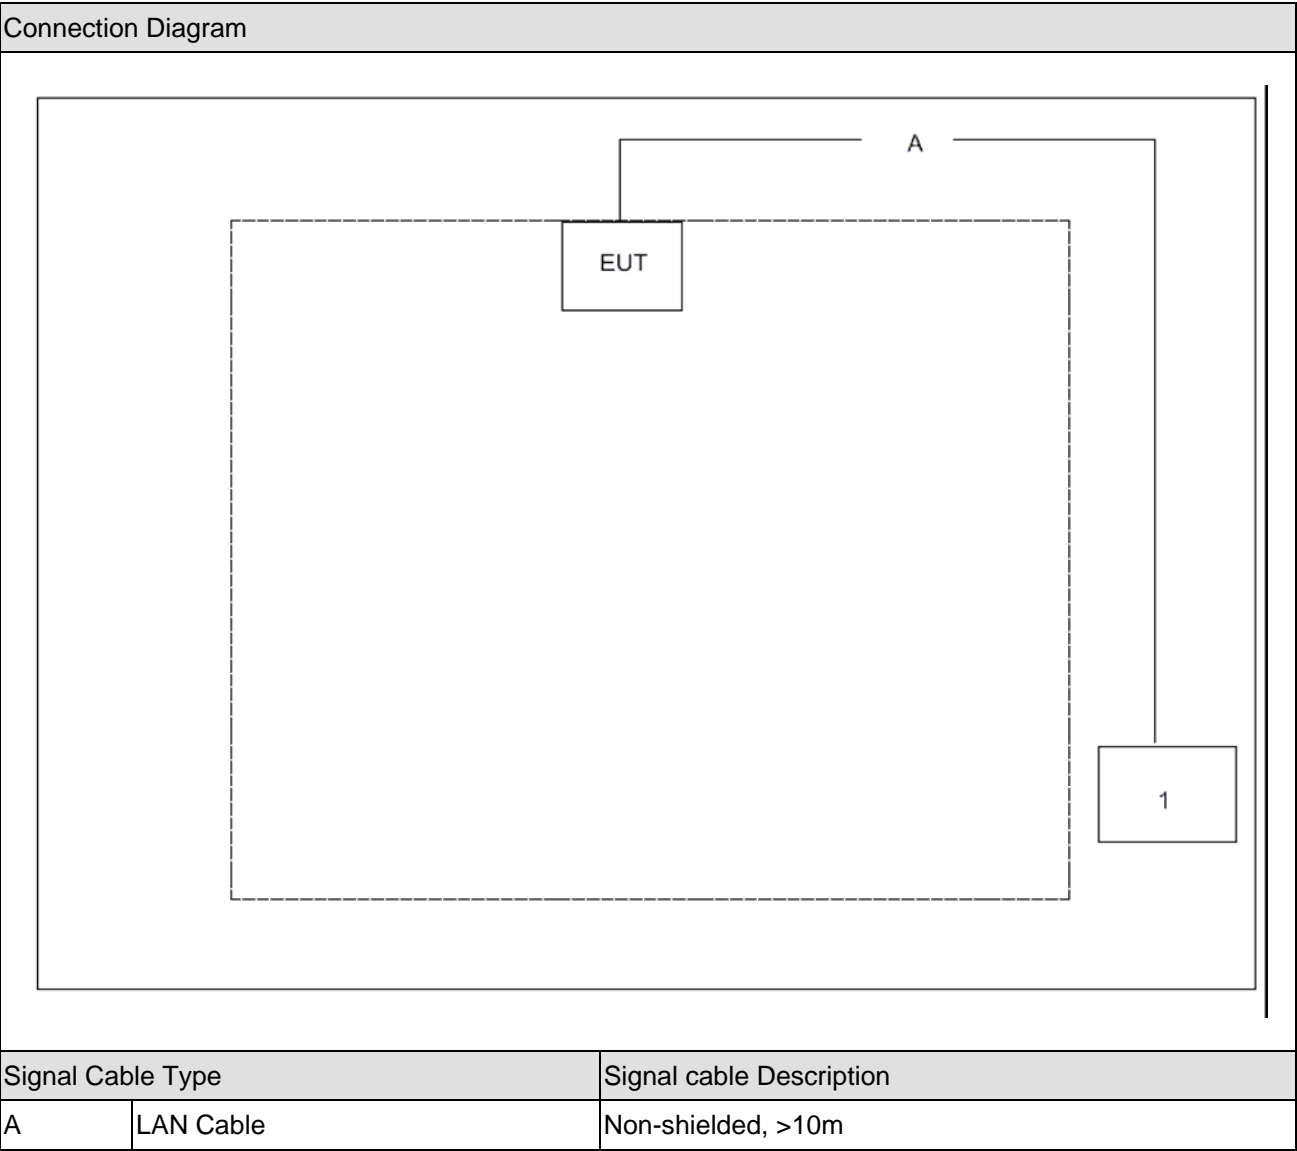 Connection Diagram
A
EUT
1
Signal Cable Type Signal cable Description
A LAN Cable Non-shielded, >10m